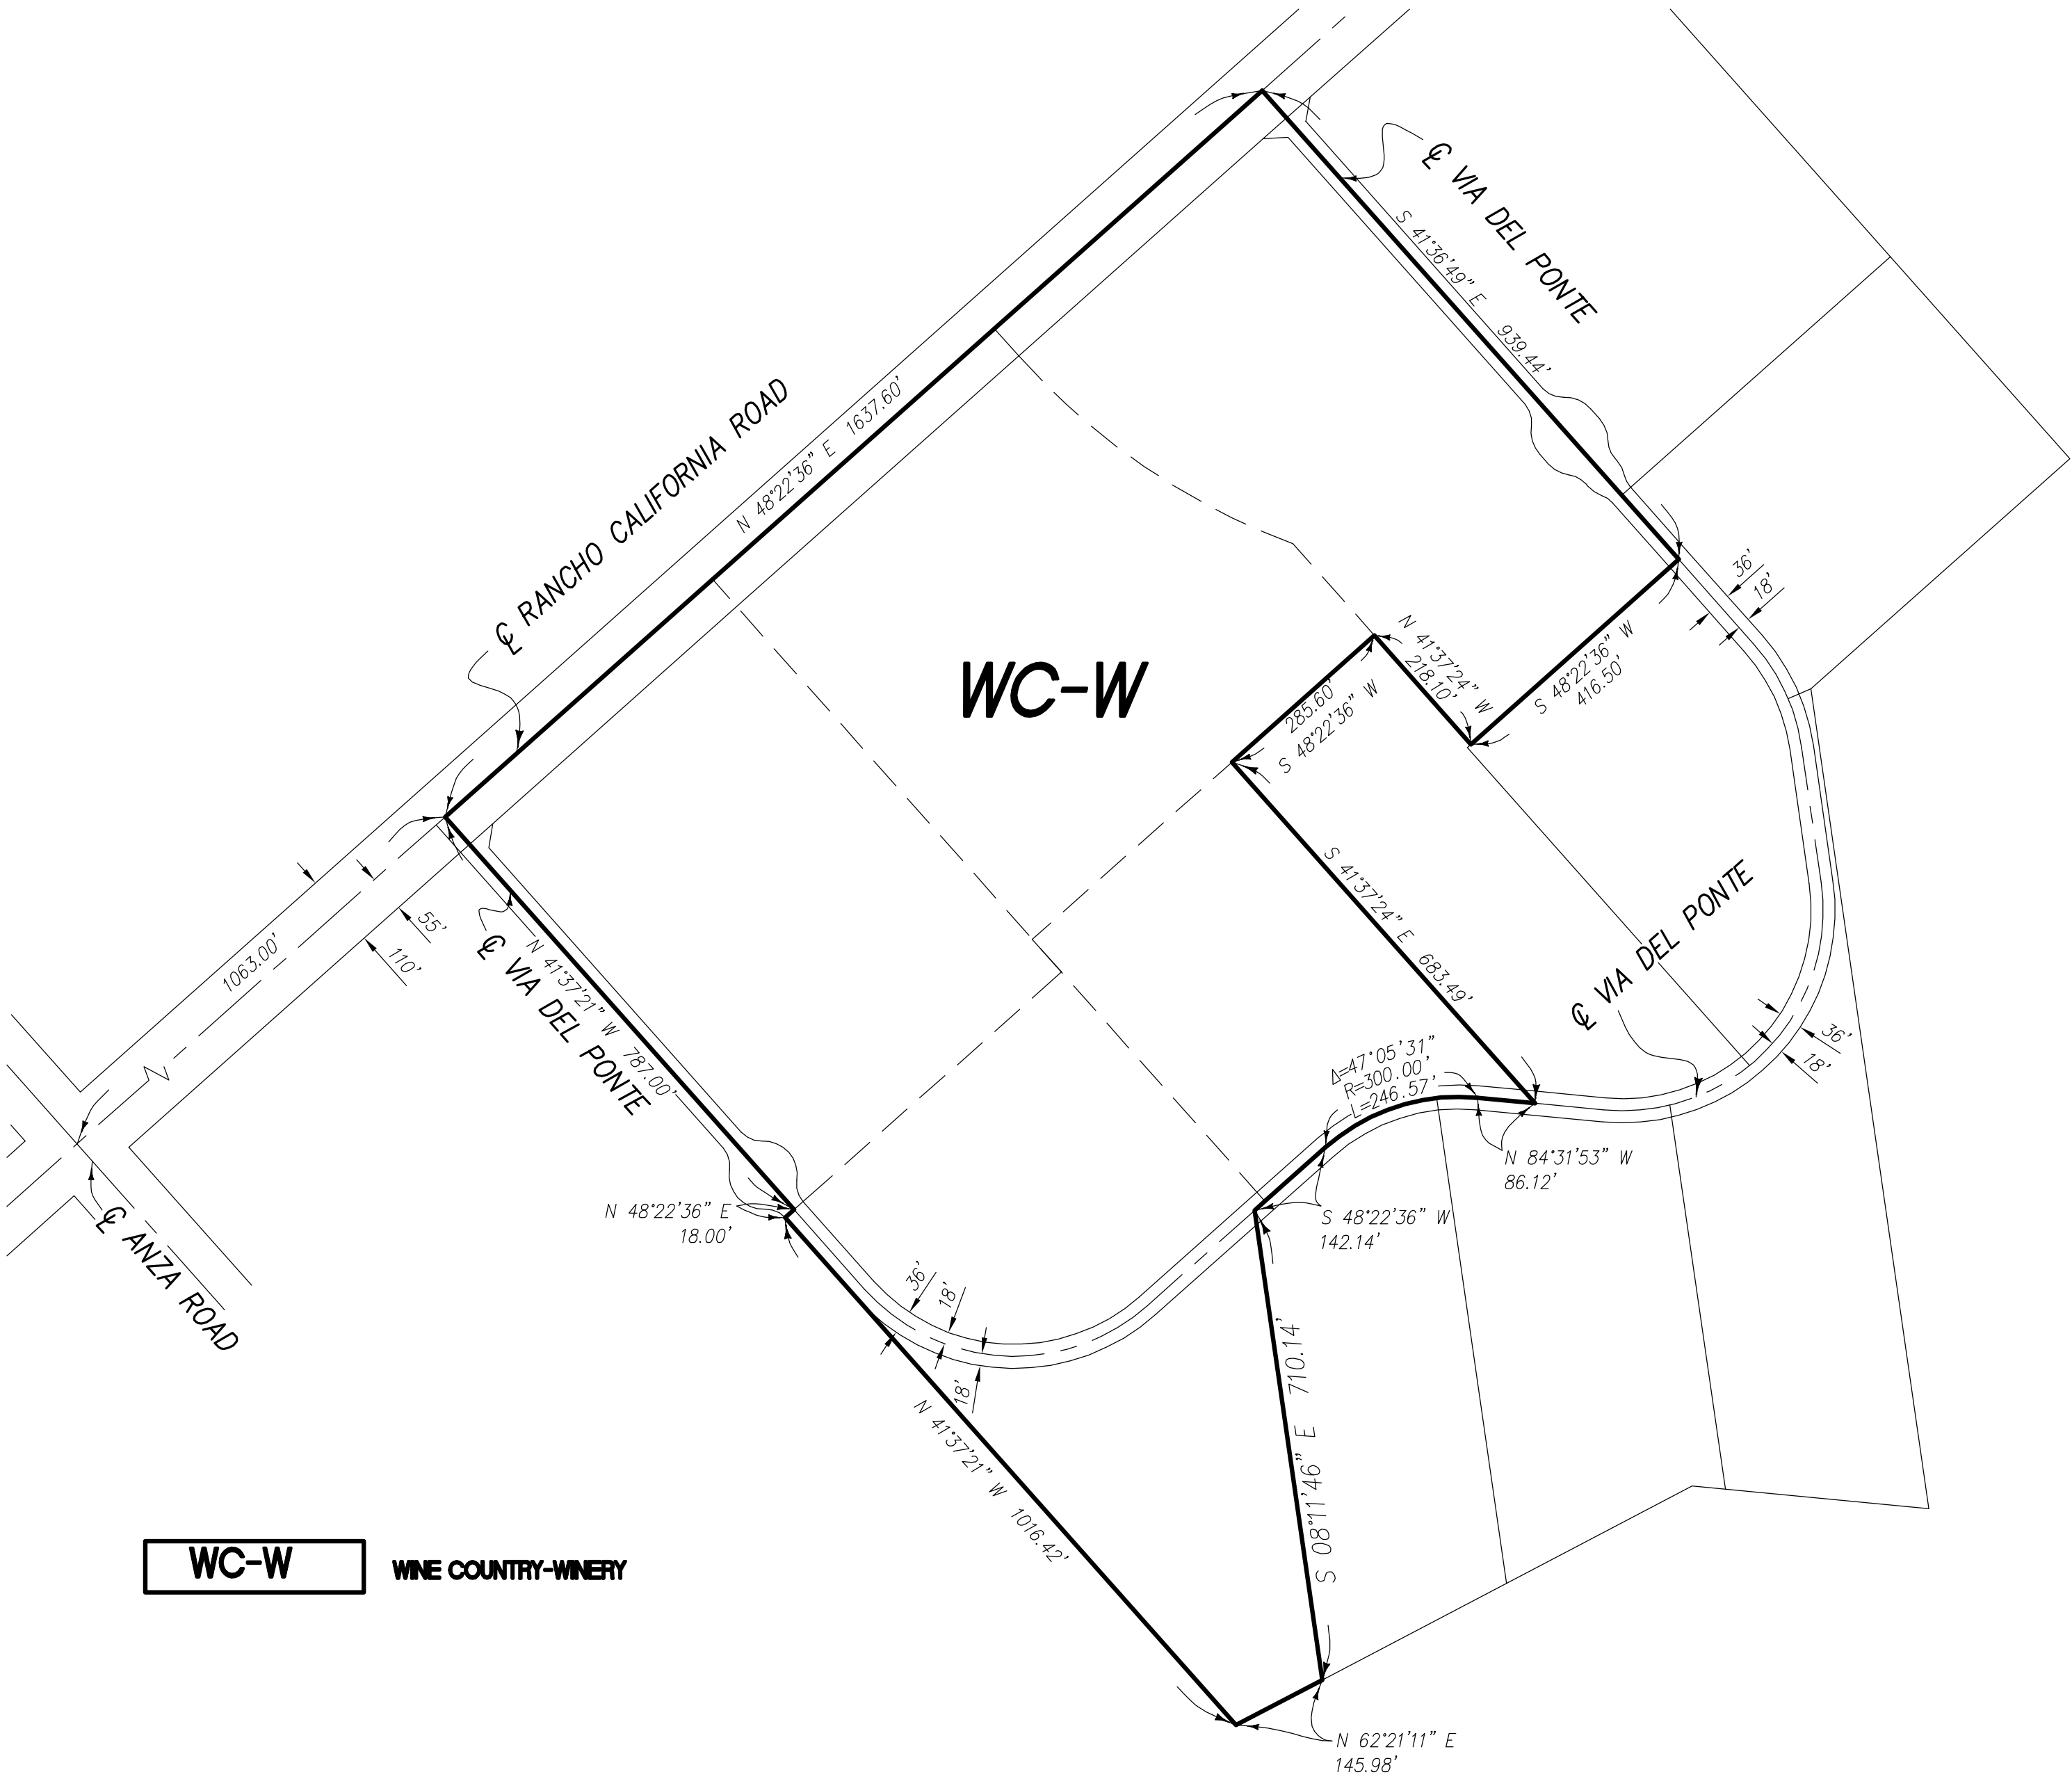 ℄ VIA DEL PONTE
S 41°36'49" E 939.44'
℄ RANCHO CALIFORNIA ROAD
N 48°22'36" E 1637.60'
36'
18'
N 41°37'24" W
218.10'
S 48°22'36" W
416.50'
WC-W
285.60'
S 48°22'36" W
1063.00'
55'
110'
N 41°37'21" W 787.00'
℄ VIA DEL PONTE
S 41°37'24" E 683.49'
℄ VIA DEL PONTE
36'
18'
Δ=47°05'31"
R=300.00'
L=246.57'
N 84°31'53" W
86.12'
N 48°22'36" E
18.00'
S 48°22'36" W
142.14'
℄ ANZA ROAD
36'
18'
18'
N 41°37'21" W 1016.42'
S 08°11'46" E 710.14'
WC-W
WINE COUNTRY-WINERY
N 62°21'11" E
145.98'